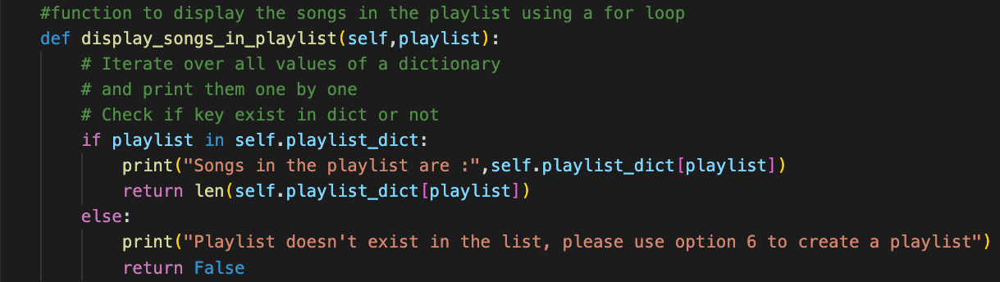 #function to display the songs in the playlist using a for loop
def display_songs_in_playlist(self,playlist):
# Iterate over all values of a dictionary
# and print them one by one
# Check if key exist in dict or not
if playlist in self.playlist_dict:
print("Songs in the playlist are :",self.playlist_dict[playlist])
return len(self.playlist_dict[playlist])
else:
print("Playlist doesn't exist in the list, please use option 6 to create a playlist")
return False